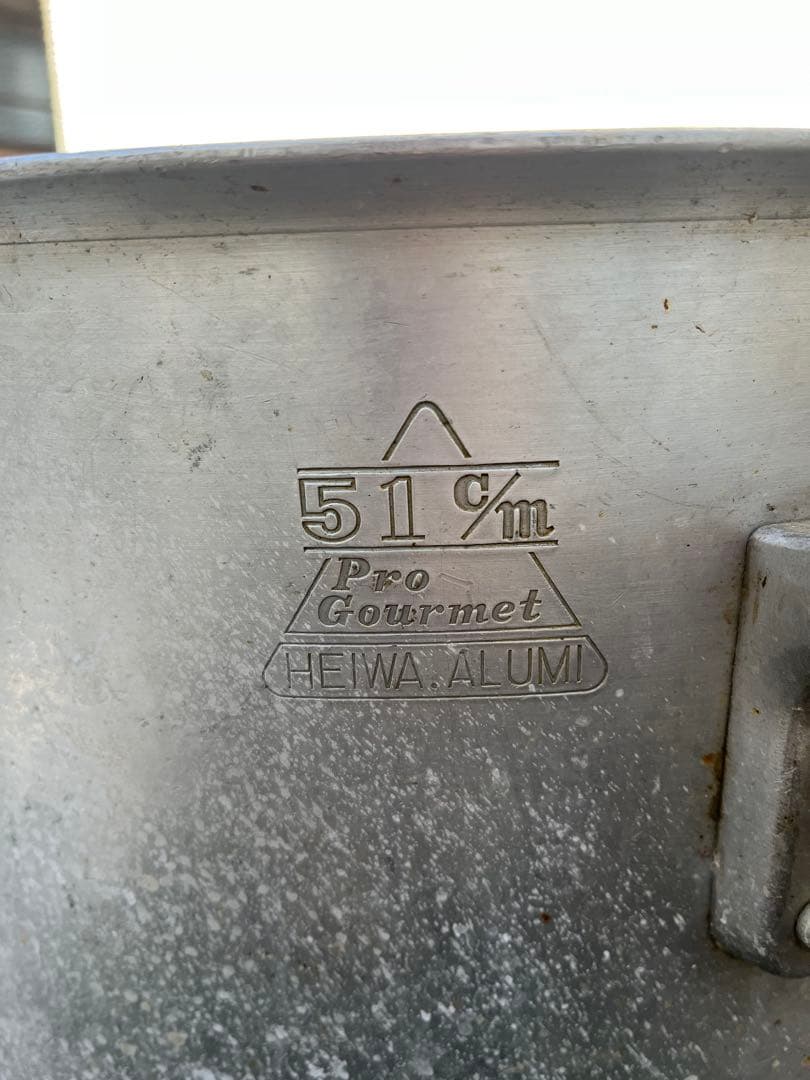 51 c/m
Pro
Gourmet
HEIWA.ALUMI